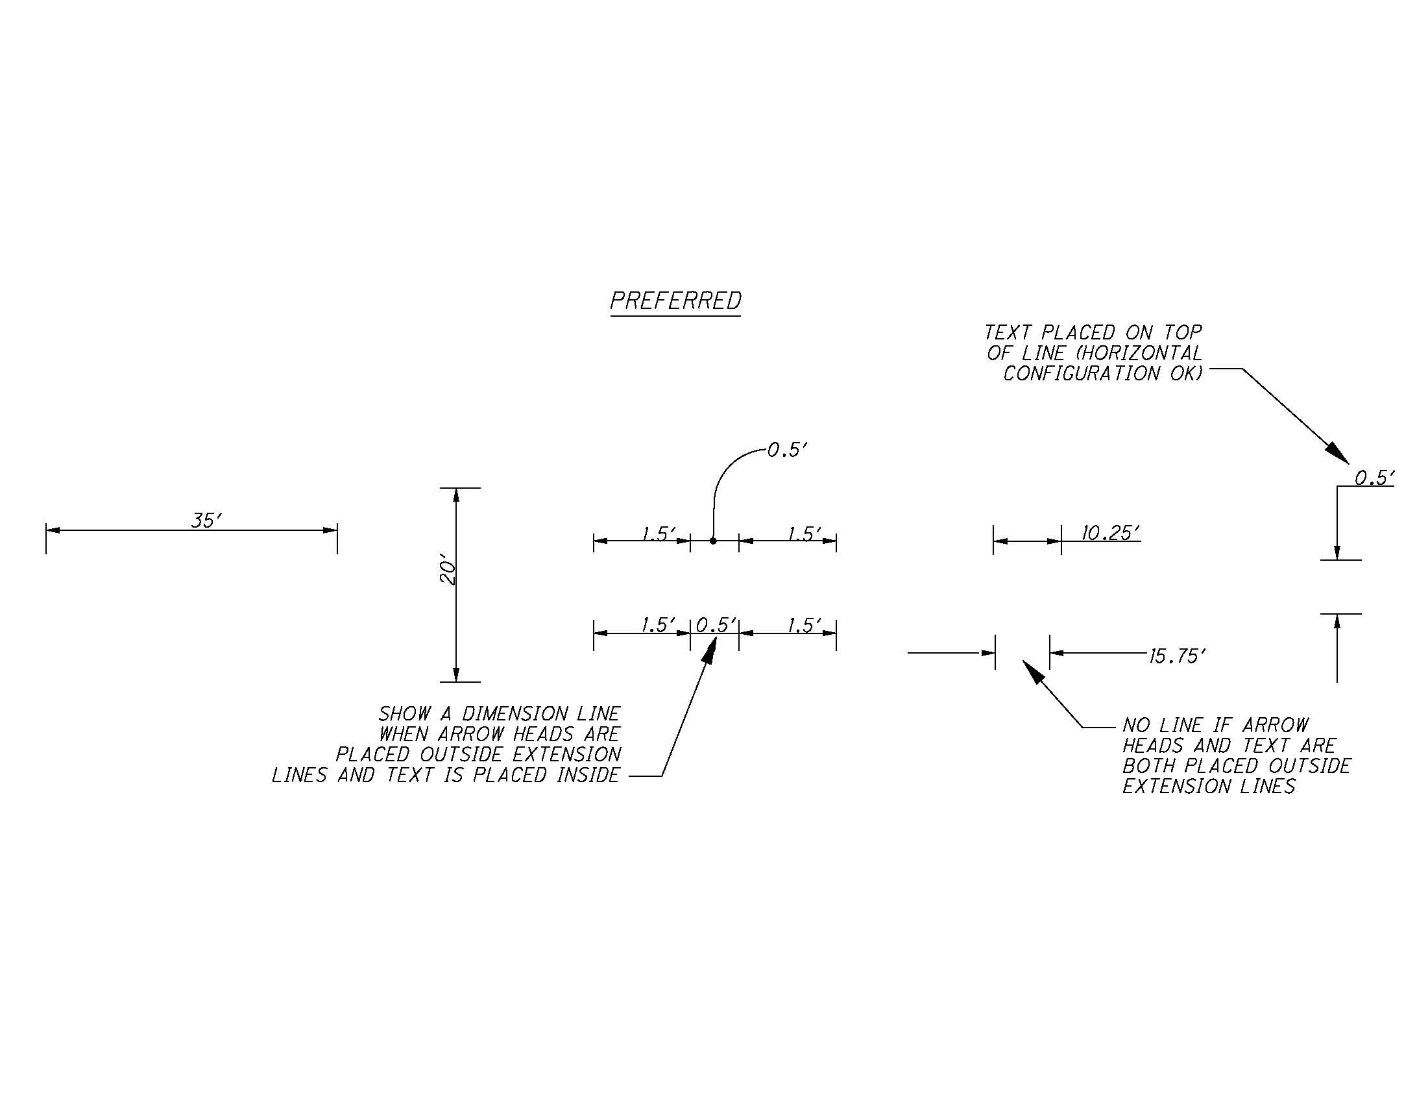 PREFERRED
TEXT PLACED ON TOP
OF LINE (HORIZONTAL
CONFIGURATION OK)
0.5'
0.5'
35'
1.5'
1.5'
10.25'
20'
1.5'
0.5'
1.5'
15.75'
SHOW A DIMENSION LINE
WHEN ARROW HEADS ARE
PLACED OUTSIDE EXTENSION
LINES AND TEXT IS PLACED INSIDE
NO LINE IF ARROW
HEADS AND TEXT ARE
BOTH PLACED OUTSIDE
EXTENSION LINES